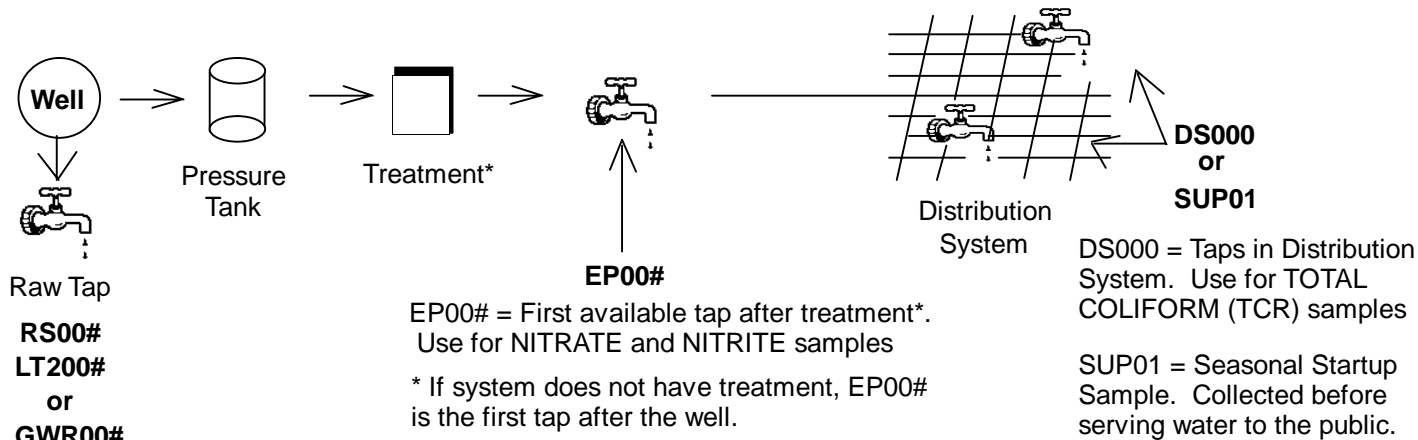 Well
Pressure
Tank
Treatment*
Raw Tap
RS00#
LT200#
or
GWR00#
EP00#
EP00# = First available tap after treatment*.
Use for NITRATE and NITRITE samples
* If system does not have treatment, EP00#
is the first tap after the well.
Distribution
System
DS000
or
SUP01
DS000 = Taps in Distribution
System. Use for TOTAL
COLIFORM (TCR) samples
SUP01 = Seasonal Startup
Sample. Collected before
serving water to the public.